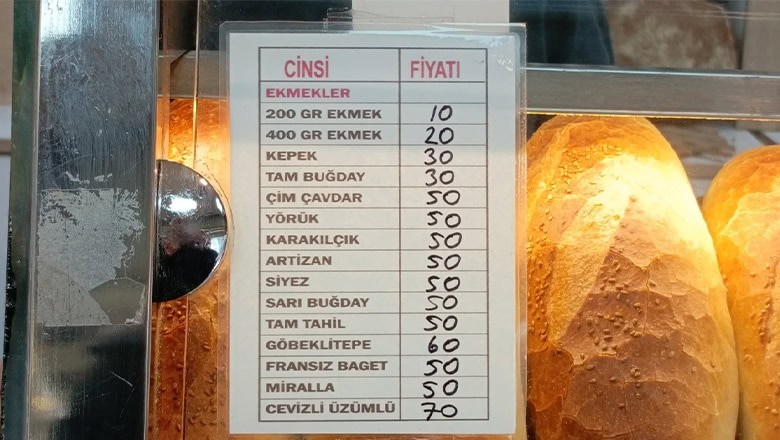 CİNSİ FİYATI
EKMEKLER
200 GR EKMEK 10
400 GR EKMEK 20
KEPEK 30
TAM BUĞDAY 30
ÇİM ÇAVDAR 50
YÖRÜK 50
KARAKILÇIK 50
ARTİZAN 50
SİYEZ 50
SARI BUĞDAY 50
TAM TAHİL 50
GÖBEKLİTEPE 60
FRANSIZ BAGET 50
MİRALLA 50
CEVİZLİ ÜZÜMLÜ 70